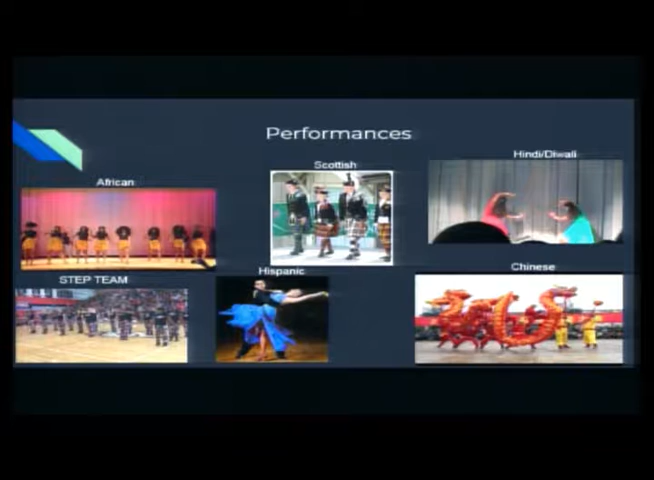 Performances
Scottish
Hindi/Diwali
African
Hispanic
Chinese
STEP TEAM